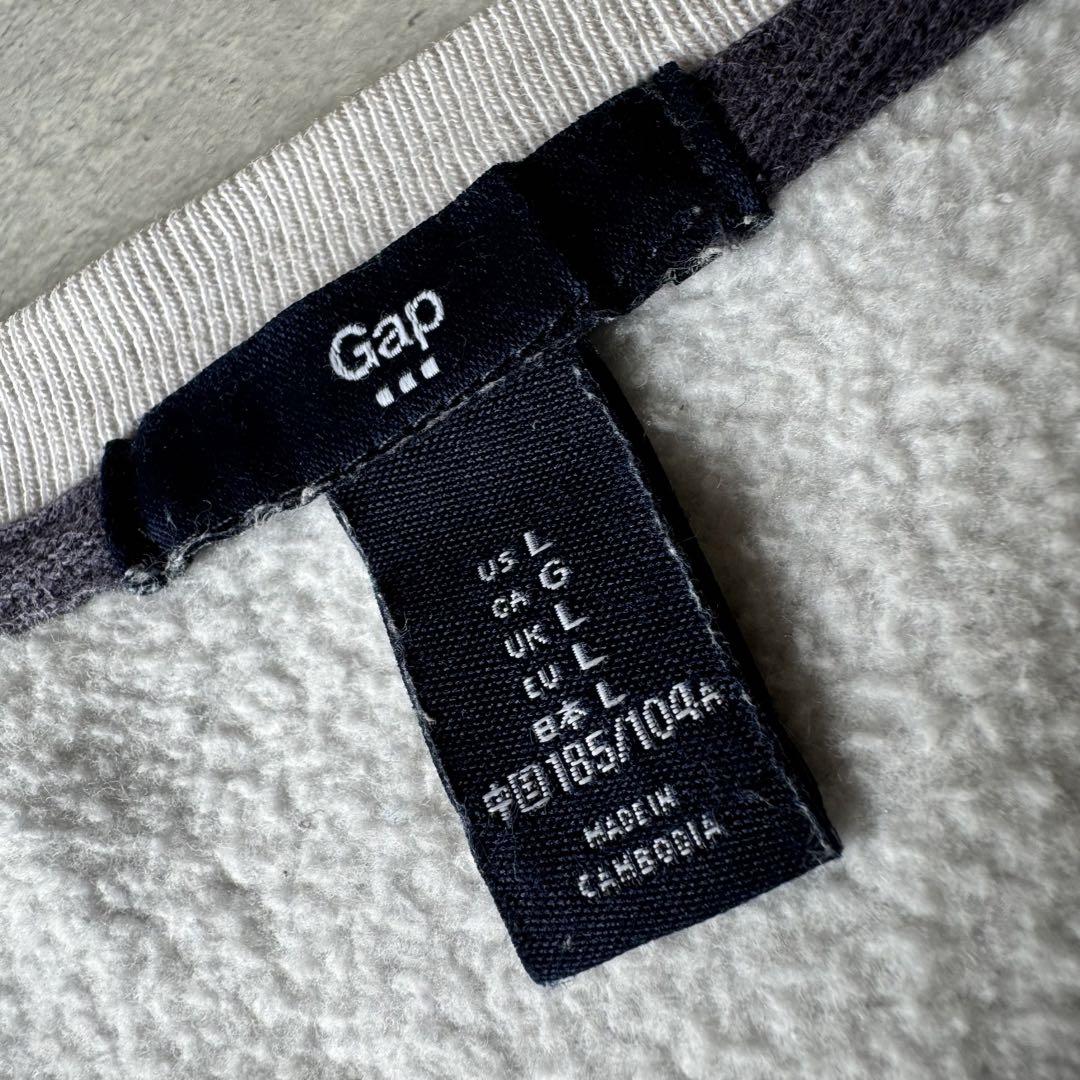 Gap
US L
CA G
UK L
EU L
日本 L
中国 185/104A
MADE IN
CAMBODIA